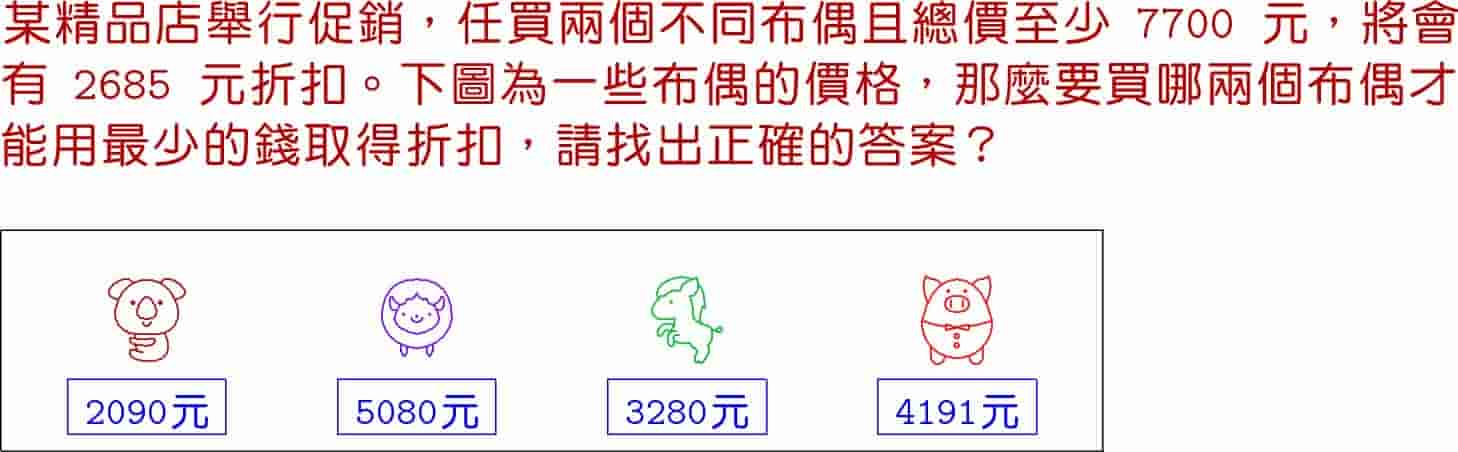 某精品店舉行促銷，任買兩個不同布偶且總價至少 7700 元，將會
有 2685 元折扣。下圖為一些布偶的價格，那麼要買哪兩個布偶才
能用最少的錢取得折扣，請找出正確的答案？
2090元 5080元 3280元 4191元